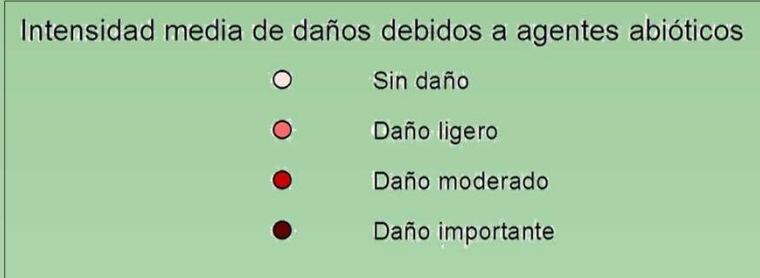 Intensidad media de daños debidos a agentes abióticos
Sin daño
Daño ligero
Daño moderado
Daño importante